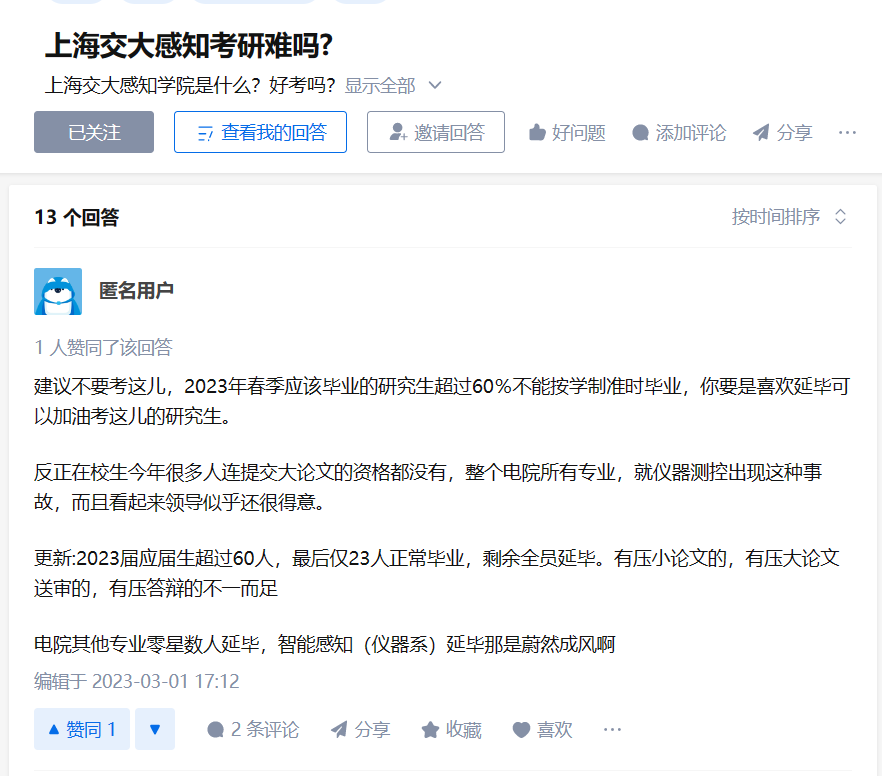 上海交大感知考研难吗?
上海交大感知学院是什么？好考吗？显示全部
已关注
查看我的回答
邀请回答
好问题
添加评论
分享
13 个回答
按时间排序
匿名用户
1 人赞同了该回答
建议不要考这儿，2023年春季应该毕业的研究生超过60%不能按学制准时毕业，你要是喜欢延毕可
以加油考这儿的研究生。
反正在校生今年很多人连提交大论文的资格都没有，整个电院所有专业，就仪器测控出现这种事
故，而且看起来领导似乎还很得意。
更新:2023届应届生超过60人，最后仅23人正常毕业，剩余全员延毕。有压小论文的，有压大论文
送审的，有压答辩的不一而足
电院其他专业零星数人延毕，智能感知（仪器系）延毕那是蔚然成风啊
编辑于 2023-03-01 17:12
赞同 1
2 条评论
分享
收藏
喜欢